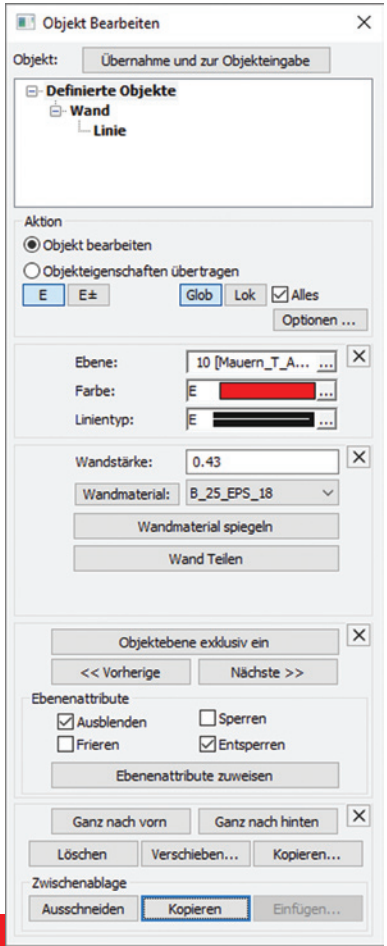 Objekt Bearbeiten
Objekt: Übernahme und zur Objekteingabe
Definierte Objekte
Wand
Linie
Aktion
Objekt bearbeiten
Objekteigenschaften übertragen
E E± Glob Lok Alles
Optionen ...
Ebene: 10 [Mauern_T_A... ...
Farbe: E ...
Linientyp: E ...
Wandstärke: 0.43
Wandmaterial: B_25_EPS_18
Wandmaterial spiegeln
Wand Teilen
Objektebene exklusiv ein
<< Vorherige Nächste >>
Ebenenattribute
Ausblenden Sperren
Frieren Entsperren
Ebenenattribute zuweisen
Ganz nach vorn Ganz nach hinten
Löschen Verschieben... Kopieren...
Zwischenablage
Ausschneiden Kopieren Einfügen...